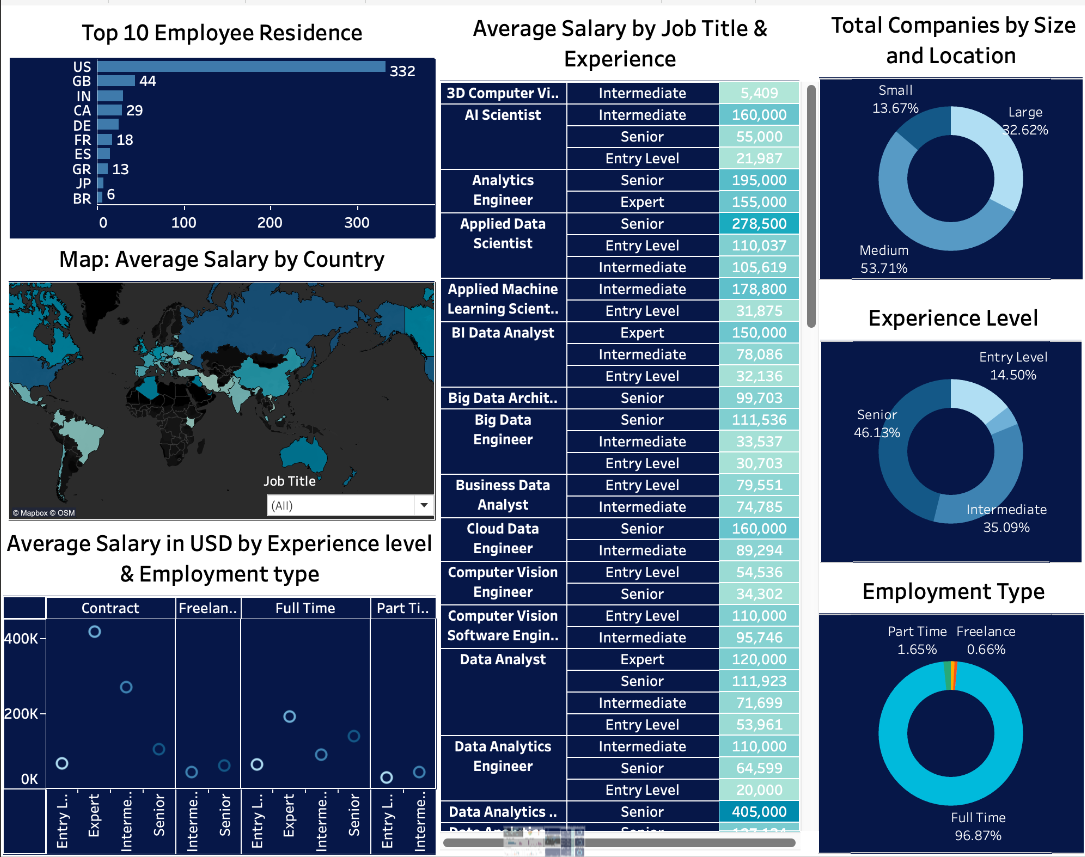 Top 10 Employee Residence
US 332
GB 44
IN
CA 29
DE
FR 18
ES
GR 13
JP
BR 6
0 100 200 300
Map: Average Salary by Country
Job Title
(All)
© Mapbox © OSM
Average Salary in USD by Experience level
& Employment type
Contract Freelan.. Full Time Part Ti..
400K
200K
0K
Entry L.. Expert Interme.. Senior Interme.. Senior Entry L.. Expert Interme.. Senior Entry L.. Interme..
Average Salary by Job Title &
Experience
3D Computer Vi.. Intermediate 5,409
AI Scientist Intermediate 160,000
Senior 55,000
Entry Level 21,987
Analytics Senior 195,000
Engineer Expert 155,000
Applied Data Senior 278,500
Scientist Entry Level 110,037
Intermediate 105,619
Applied Machine Intermediate 178,800
Learning Scient.. Entry Level 31,875
BI Data Analyst Expert 150,000
Intermediate 78,086
Entry Level 32,136
Big Data Archit.. Senior 99,703
Big Data Senior 111,536
Engineer Intermediate 33,537
Entry Level 30,703
Business Data Entry Level 79,551
Analyst Intermediate 74,785
Cloud Data Senior 160,000
Engineer Intermediate 89,294
Computer Vision Entry Level 54,536
Engineer Senior 34,302
Computer Vision Entry Level 110,000
Software Engin.. Intermediate 95,746
Data Analyst Expert 120,000
Senior 111,923
Intermediate 71,699
Entry Level 53,961
Data Analytics Intermediate 110,000
Engineer Senior 64,599
Entry Level 20,000
Data Analytics .. Senior 405,000
Total Companies by Size
and Location
Small
13.67%
Large
32.62%
Medium
53.71%
Experience Level
Entry Level
14.50%
Senior
46.13%
Intermediate
35.09%
Employment Type
Part Time Freelance
1.65% 0.66%
Full Time
96.87%